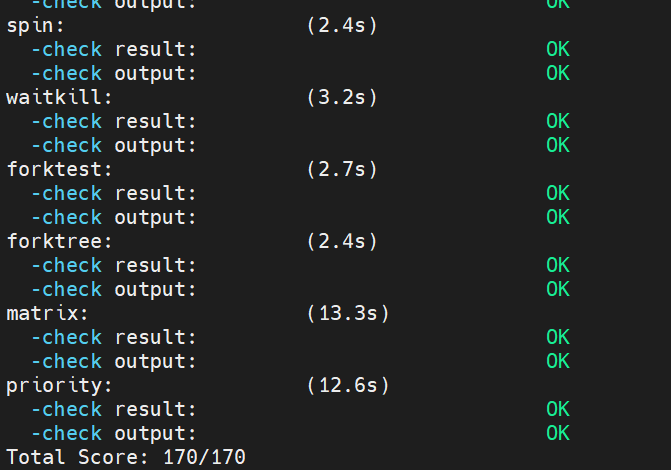 -check output: OK
spin: (2.4s)
-check result: OK
-check output: OK
waitkill: (3.2s)
-check result: OK
-check output: OK
forktest: (2.7s)
-check result: OK
-check output: OK
forktree: (2.4s)
-check result: OK
-check output: OK
matrix: (13.3s)
-check result: OK
-check output: OK
priority: (12.6s)
-check result: OK
-check output: OK
Total Score: 170/170